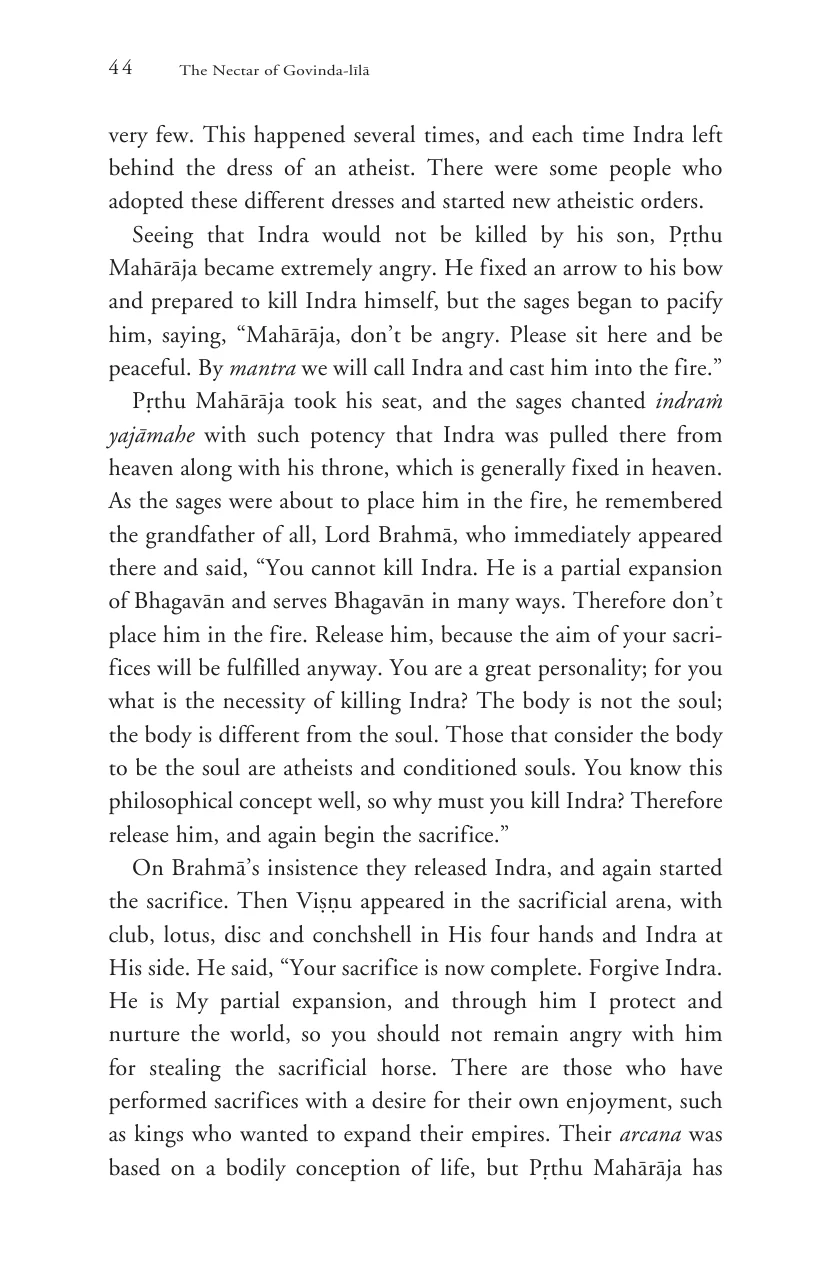 44 The Nectar of Govinda-līlā
very few. This happened several times, and each time Indra left
behind the dress of an atheist. There were some people who
adopted these different dresses and started new atheistic orders.
Seeing that Indra would not be killed by his son, Pṛthu
Mahārāja became extremely angry. He fixed an arrow to his bow
and prepared to kill Indra himself, but the sages began to pacify
him, saying, “Mahārāja, don’t be angry. Please sit here and be
peaceful. By mantra we will call Indra and cast him into the fire.”
Pṛthu Mahārāja took his seat, and the sages chanted indraṁ
yajāmahe with such potency that Indra was pulled there from
heaven along with his throne, which is generally fixed in heaven.
As the sages were about to place him in the fire, he remembered
the grandfather of all, Lord Brahmā, who immediately appeared
there and said, “You cannot kill Indra. He is a partial expansion
of Bhagavān and serves Bhagavān in many ways. Therefore don’t
place him in the fire. Release him, because the aim of your sacri-
fices will be fulfilled anyway. You are a great personality; for you
what is the necessity of killing Indra? The body is not the soul;
the body is different from the soul. Those that consider the body
to be the soul are atheists and conditioned souls. You know this
philosophical concept well, so why must you kill Indra? Therefore
release him, and again begin the sacrifice.”
On Brahmā’s insistence they released Indra, and again started
the sacrifice. Then Viṣṇu appeared in the sacrificial arena, with
club, lotus, disc and conchshell in His four hands and Indra at
His side. He said, “Your sacrifice is now complete. Forgive Indra.
He is My partial expansion, and through him I protect and
nurture the world, so you should not remain angry with him
for stealing the sacrificial horse. There are those who have
performed sacrifices with a desire for their own enjoyment, such
as kings who wanted to expand their empires. Their arcana was
based on a bodily conception of life, but Pṛthu Mahārāja has